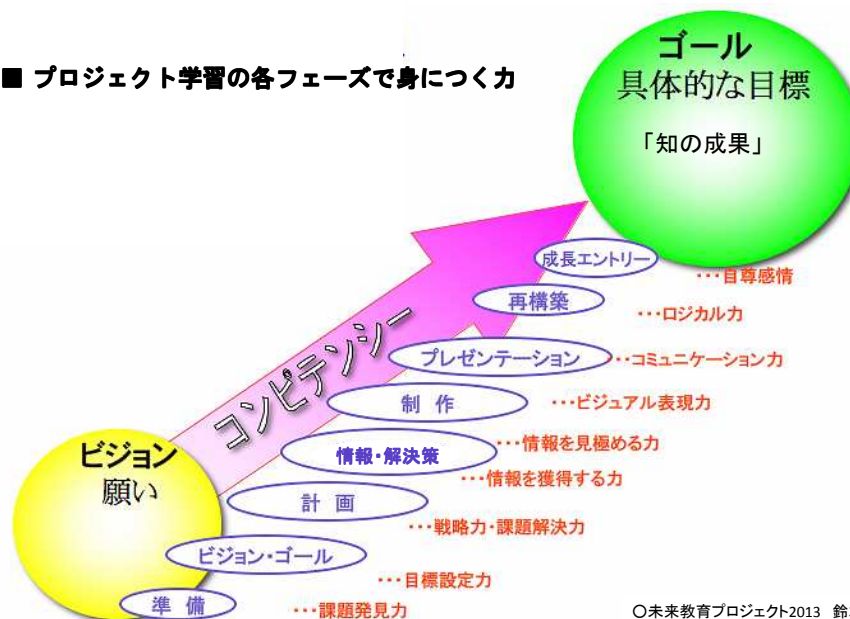 ■ プロジェクト学習の各フェーズで身につく力
ゴール
具体的な目標
「知の成果」
成長エントリー
・・・自尊感情
再構築
・・・ロジカル力
プレゼンテーション
・・・コミュニケーション力
コンピテンシー
制 作
・・・ビジュアル表現力
・・・情報を見極める力
情報・解決策
・・・情報を獲得する力
ビジョン
願い
計 画
・・・戦略力・課題解決力
ビジョン・ゴール
・・・目標設定力
準 備
・・・課題発見力
〇未来教育プロジェクト2013 鈴